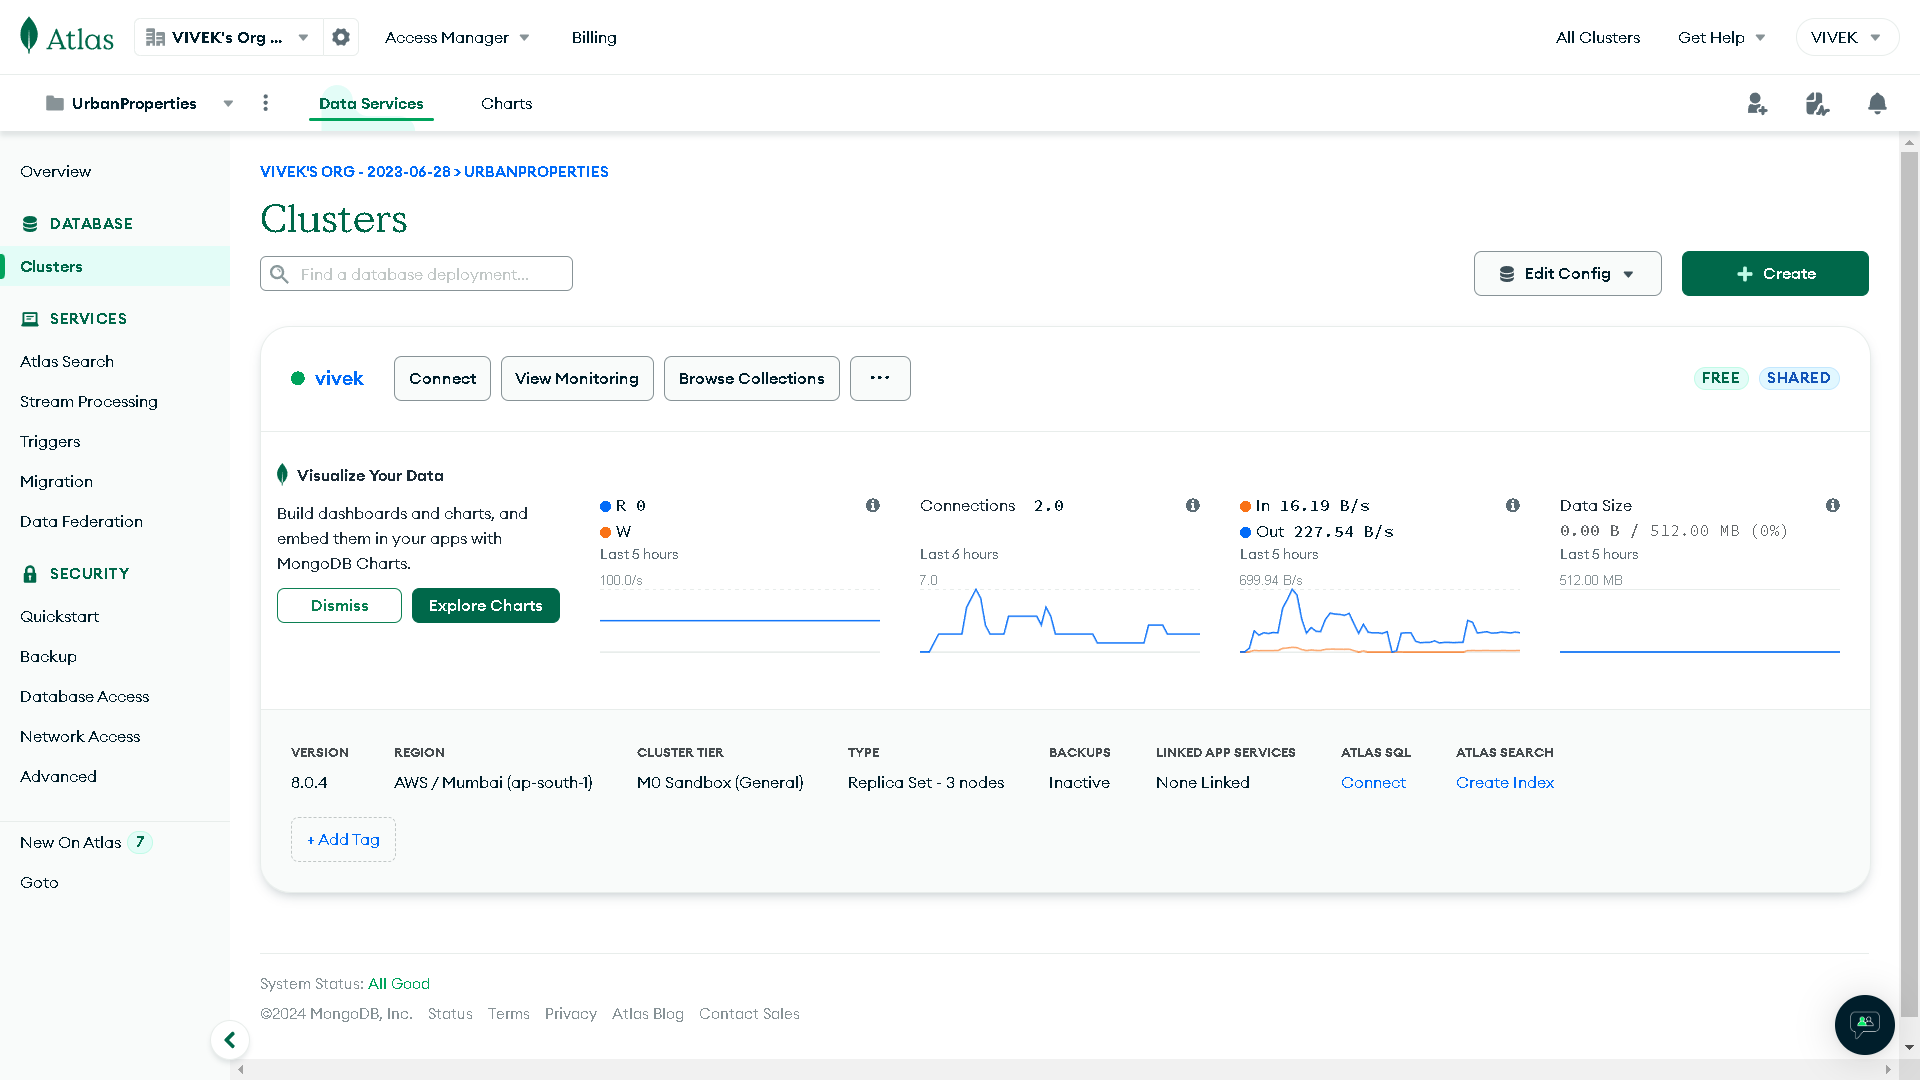 Atlas
VIVEK's Org ...
Access Manager
Billing
All Clusters
Get Help
VIVEK
UrbanProperties
Data Services
Charts
Overview
DATABASE
Clusters
SERVICES
Atlas Search
Stream Processing
Triggers
Migration
Data Federation
SECURITY
Quickstart
Backup
Database Access
Network Access
Advanced
New On Atlas 7
Goto
VIVEK'S ORG - 2023-06-28 > URBANPROPERTIES
Clusters
Find a database deployment...
Edit Config
Create
vivek
Connect
View Monitoring
Browse Collections
FREE
SHARED
Visualize Your Data
Build dashboards and charts, and
embed them in your apps with
MongoDB Charts.
Dismiss
Explore Charts
R 0
W
Last 5 hours
100.0/s
Connections 2.0
Last 6 hours
7.0
In 16.19 B/s
Out 227.54 B/s
Last 5 hours
699.94 B/s
Data Size
0.00 B / 512.00 MB (0%)
Last 5 hours
512.00 MB
VERSION
8.0.4
REGION
AWS / Mumbai (ap-south-1)
CLUSTER TIER
M0 Sandbox (General)
TYPE
Replica Set - 3 nodes
BACKUPS
Inactive
LINKED APP SERVICES
None Linked
ATLAS SQL
Connect
ATLAS SEARCH
Create Index
+ Add Tag
System Status: All Good
©2024 MongoDB, Inc. Status Terms Privacy Atlas Blog Contact Sales